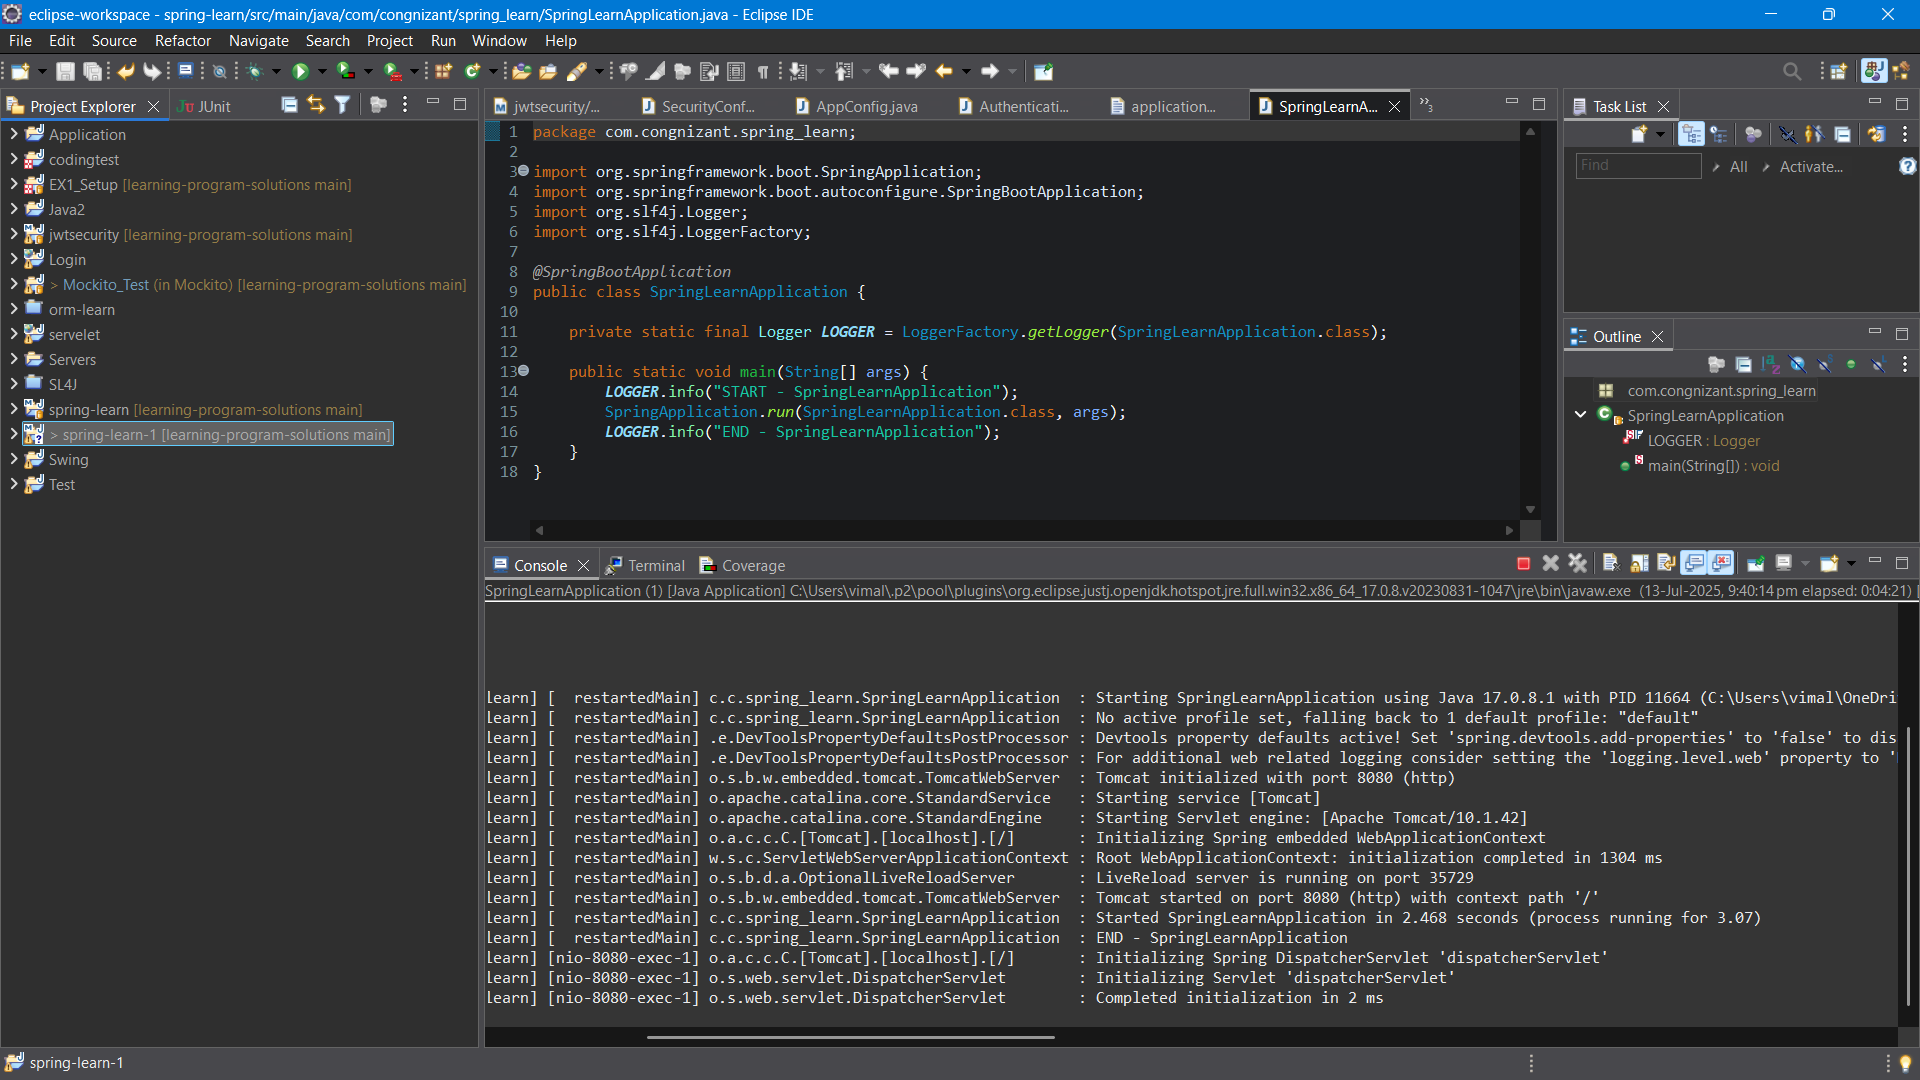 eclipse-workspace - spring-learn/src/main/java/com/congnizant/spring_learn/SpringLearnApplication.java - Eclipse IDE
File Edit Source Refactor Navigate Search Project Run Window Help
Project Explorer JUnit
Application
codingtest
EX1_Setup [learning-program-solutions main]
Java2
jwtsecurity [learning-program-solutions main]
Login
> Mockito_Test (in Mockito) [learning-program-solutions main]
orm-learn
servelet
Servers
SL4J
spring-learn [learning-program-solutions main]
> spring-learn-1 [learning-program-solutions main]
Swing
Test
jwtsecurity/... SecurityConf... AppConfig.java Authenticati... application... SpringLearnA... »3
1 package com.congnizant.spring_learn;
2
3 import org.springframework.boot.SpringApplication;
4 import org.springframework.boot.autoconfigure.SpringBootApplication;
5 import org.slf4j.Logger;
6 import org.slf4j.LoggerFactory;
7
8 @SpringBootApplication
9 public class SpringLearnApplication {
10
11 private static final Logger LOGGER = LoggerFactory.getLogger(SpringLearnApplication.class);
12
13 public static void main(String[] args) {
14 LOGGER.info("START - SpringLearnApplication");
15 SpringApplication.run(SpringLearnApplication.class, args);
16 LOGGER.info("END - SpringLearnApplication");
17 }
18 }
Task List
Find All Activate...
Outline
com.congnizant.spring_learn
SpringLearnApplication
LOGGER : Logger
main(String[]) : void
Console Terminal Coverage
SpringLearnApplication (1) [Java Application] C:\Users\vimal\.p2\pool\plugins\org.eclipse.justj.openjdk.hotspot.jre.full.win32.x86_64_17.0.8.v20230831-1047\jre\bin\javaw.exe (13-Jul-2025, 9:40:14 pm elapsed: 0:04:21) [
learn] [ restartedMain] c.c.spring_learn.SpringLearnApplication : Starting SpringLearnApplication using Java 17.0.8.1 with PID 11664 (C:\Users\vimal\OneDri
learn] [ restartedMain] c.c.spring_learn.SpringLearnApplication : No active profile set, falling back to 1 default profile: "default"
learn] [ restartedMain] .e.DevToolsPropertyDefaultsPostProcessor : Devtools property defaults active! Set 'spring.devtools.add-properties' to 'false' to dis
learn] [ restartedMain] .e.DevToolsPropertyDefaultsPostProcessor : For additional web related logging consider setting the 'logging.level.web' property to '
learn] [ restartedMain] o.s.b.w.embedded.tomcat.TomcatWebServer : Tomcat initialized with port 8080 (http)
learn] [ restartedMain] o.apache.catalina.core.StandardService : Starting service [Tomcat]
learn] [ restartedMain] o.apache.catalina.core.StandardEngine : Starting Servlet engine: [Apache Tomcat/10.1.42]
learn] [ restartedMain] o.a.c.c.C.[Tomcat].[localhost].[/] : Initializing Spring embedded WebApplicationContext
learn] [ restartedMain] w.s.c.ServletWebServerApplicationContext : Root WebApplicationContext: initialization completed in 1304 ms
learn] [ restartedMain] o.s.b.d.a.OptionalLiveReloadServer : LiveReload server is running on port 35729
learn] [ restartedMain] o.s.b.w.embedded.tomcat.TomcatWebServer : Tomcat started on port 8080 (http) with context path '/'
learn] [ restartedMain] c.c.spring_learn.SpringLearnApplication : Started SpringLearnApplication in 2.468 seconds (process running for 3.07)
learn] [ restartedMain] c.c.spring_learn.SpringLearnApplication : END - SpringLearnApplication
learn] [nio-8080-exec-1] o.a.c.c.C.[Tomcat].[localhost].[/] : Initializing Spring DispatcherServlet 'dispatcherServlet'
learn] [nio-8080-exec-1] o.s.web.servlet.DispatcherServlet : Initializing Servlet 'dispatcherServlet'
learn] [nio-8080-exec-1] o.s.web.servlet.DispatcherServlet : Completed initialization in 2 ms
spring-learn-1